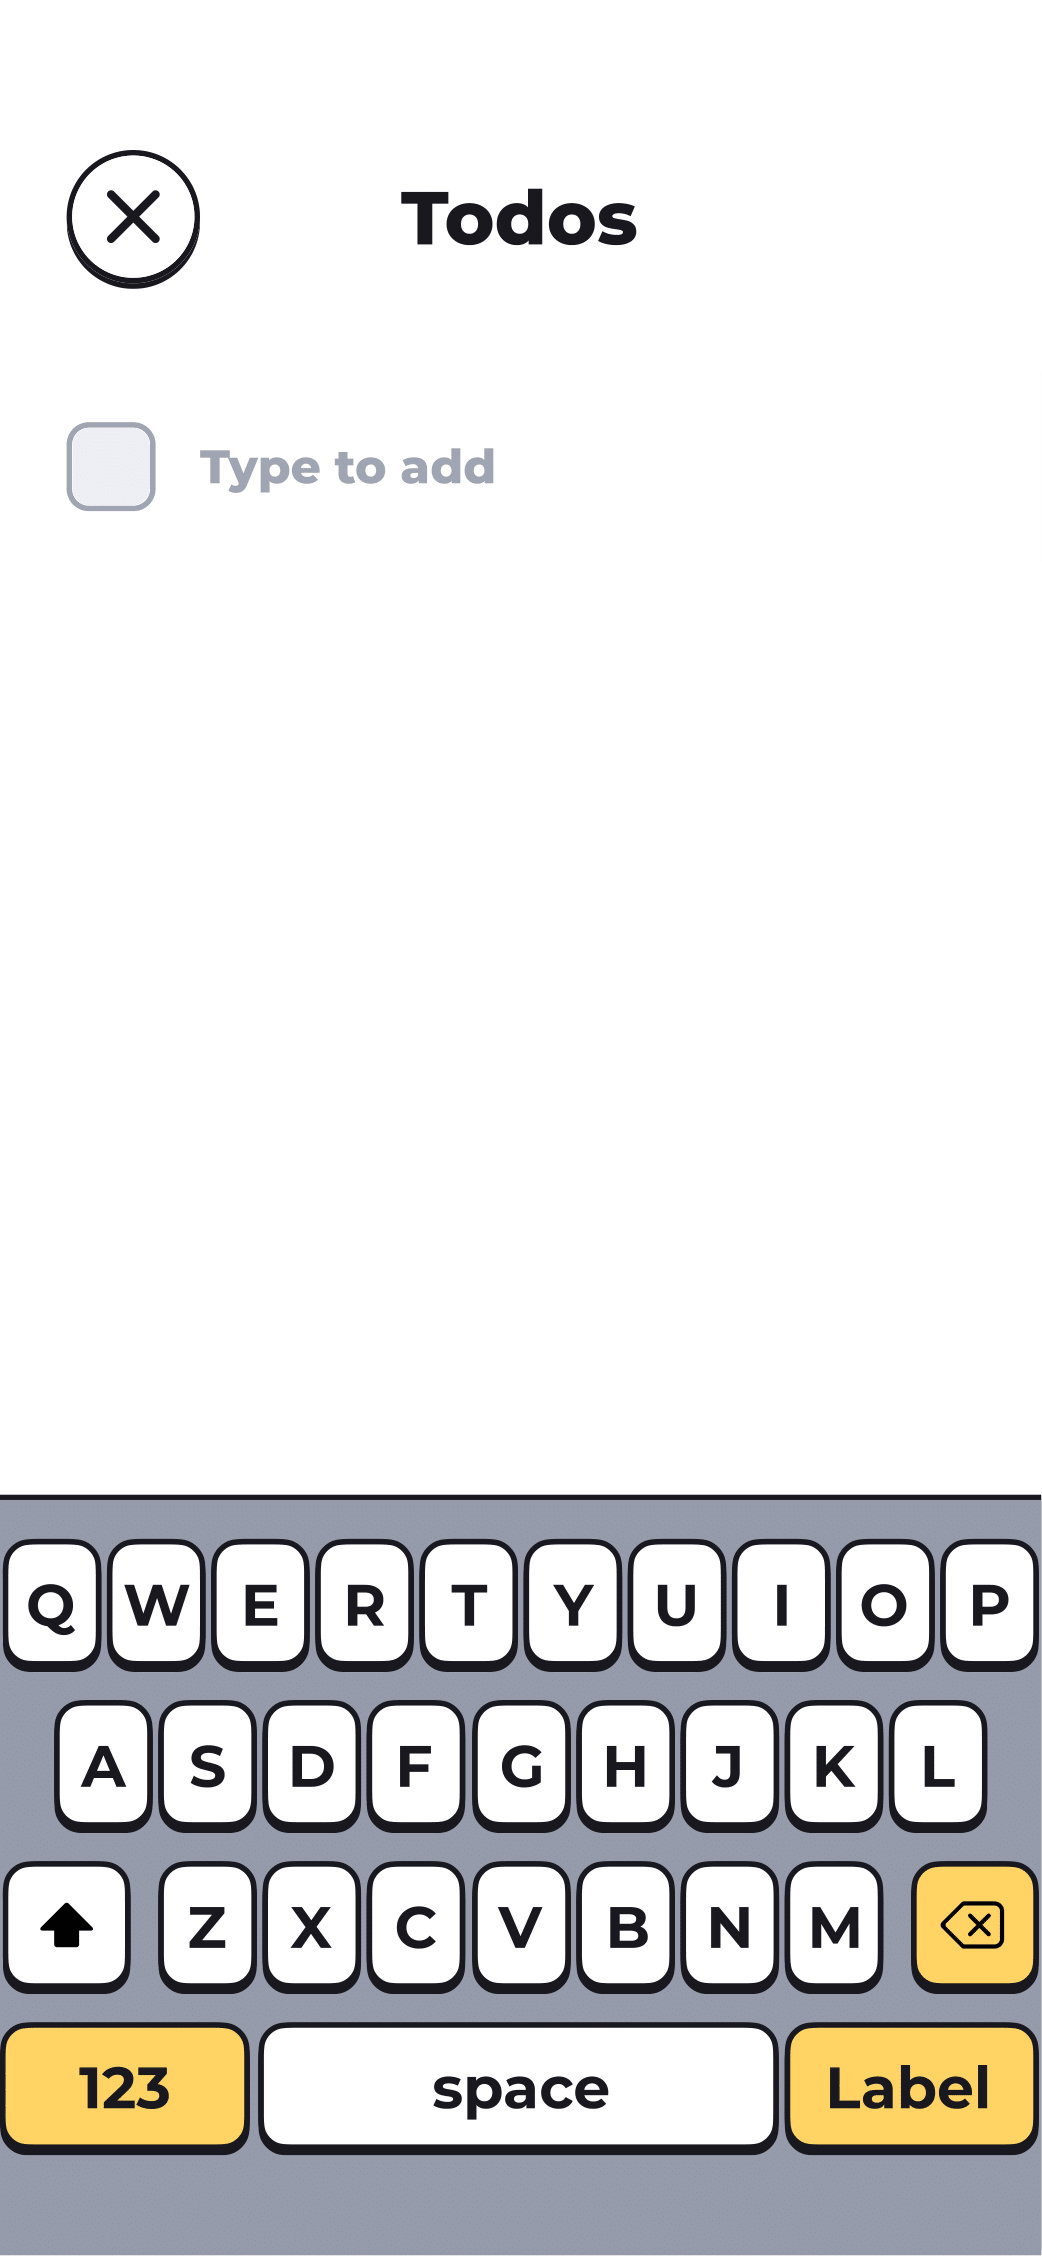 Todos
Type to add
Q W E R T Y U I O P
A S D F G H J K L
Z X C V B N M
123 space Label